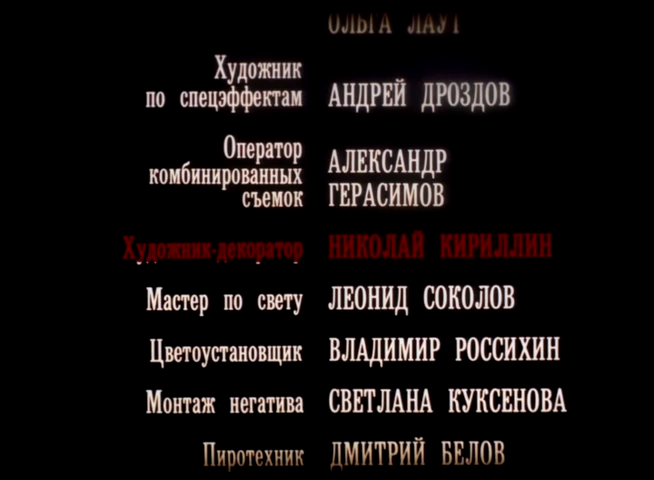 ОЛЬГА ЛАУТ
Художник
по спецэффектам АНДРЕЙ ДРОЗДОВ
Оператор
комбинированных
съемок
АЛЕКСАНДР
ГЕРАСИМОВ
Художник-декоратор НИКОЛАЙ КИРИЛЛИН
Мастер по свету ЛЕОНИД СОКОЛОВ
Цветоустановщик ВЛАДИМИР РОССИХИН
Монтаж негатива СВЕТЛАНА КУКСЕНОВА
Пиротехник ДМИТРИЙ БЕЛОВ